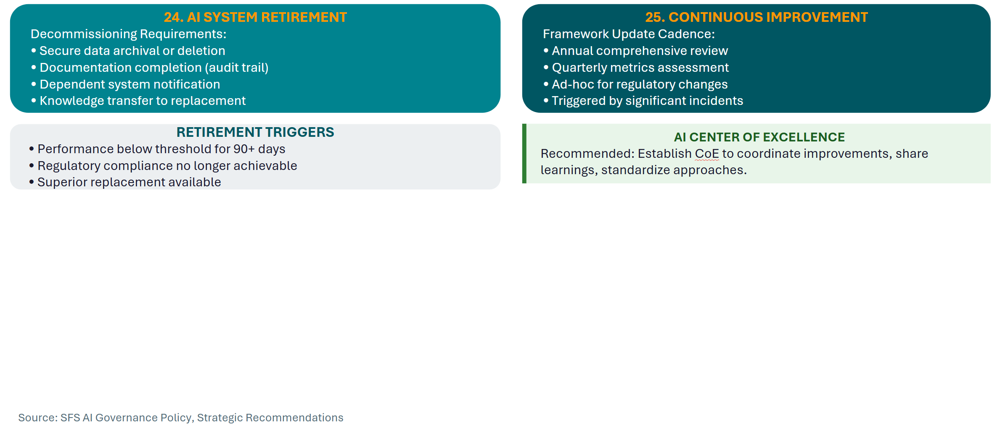 24. AI SYSTEM RETIREMENT
Decommissioning Requirements:
• Secure data archival or deletion
• Documentation completion (audit trail)
• Dependent system notification
• Knowledge transfer to replacement
RETIREMENT TRIGGERS
• Performance below threshold for 90+ days
• Regulatory compliance no longer achievable
• Superior replacement available
25. CONTINUOUS IMPROVEMENT
Framework Update Cadence:
• Annual comprehensive review
• Quarterly metrics assessment
• Ad-hoc for regulatory changes
• Triggered by significant incidents
AI CENTER OF EXCELLENCE
Recommended: Establish CoE to coordinate improvements, share
learnings, standardize approaches.
Source: SFS AI Governance Policy, Strategic Recommendations